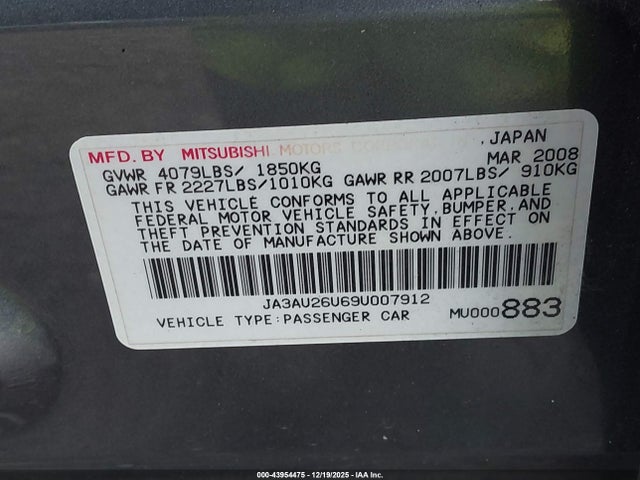 MFD. BY MITSUBISHI MOTORS CORPORATION, JAPAN
GVWR 4079LBS/ 1850KG MAR 2008
GAWR FR 2227LBS/1010KG GAWR RR 2007LBS/ 910KG
THIS VEHICLE CONFORMS TO ALL APPLICABLE
FEDERAL MOTOR VEHICLE SAFETY, BUMPER, AND
THEFT PREVENTION STANDARDS IN EFFECT ON
THE DATE OF MANUFACTURE SHOWN ABOVE.
JA3AU26U69U007912
VEHICLE TYPE:PASSENGER CAR MU000883
000-43954475 - 12/19/2025 - IAA Inc.